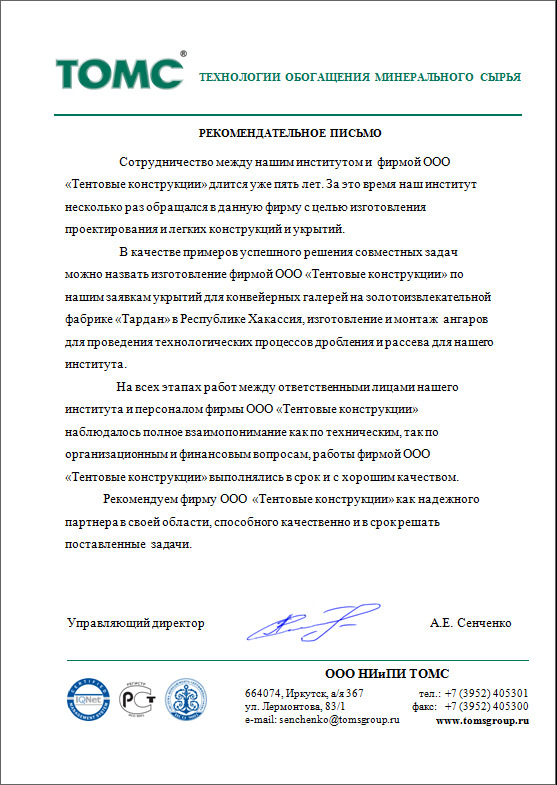 ТОМС®
ТЕХНОЛОГИИ ОБОГАЩЕНИЯ МИНЕРАЛЬНОГО СЫРЬЯ
РЕКОМЕНДАТЕЛЬНОЕ ПИСЬМО
Сотрудничество между нашим институтом и фирмой ООО
«Тентовые конструкции» длится уже пять лет. За это время наш институт
несколько раз обращался в данную фирму с целью изготовления
проектирования и легких конструкций и укрытий.
В качестве примеров успешного решения совместных задач
можно назвать изготовление фирмой ООО «Тентовые конструкции» по
нашим заявкам укрытий для конвейерных галерей на золотоизвлекательной
фабрике «Тардан» в Республике Хакассия, изготовление и монтаж ангаров
для проведения технологических процессов дробления и рассева для нашего
института.
На всех этапах работ между ответственными лицами нашего
института и персоналом фирмы ООО «Тентовые конструкции»
наблюдалось полное взаимопонимание как по техническим, так по
организационным и финансовым вопросам, работы фирмой ООО
«Тентовые конструкции» выполнялись в срок и с хорошим качеством.
Рекомендуем фирму ООО «Тентовые конструкции» как надежного
партнера в своей области, способного качественно и в срок решать
поставленные задачи.
Управляющий директор А.Е. Сенченко
ООО НИиПИ ТОМС
664074, Иркутск, а/я 367 тел.: +7 (3952) 405301
ул. Лермонтова, 83/1 факс: +7 (3952) 405300
e-mail: senchenko@tomsgroup.ru www.tomsgroup.ru
CERTIFIED
IQNet
РЕГИСТР
РСТ